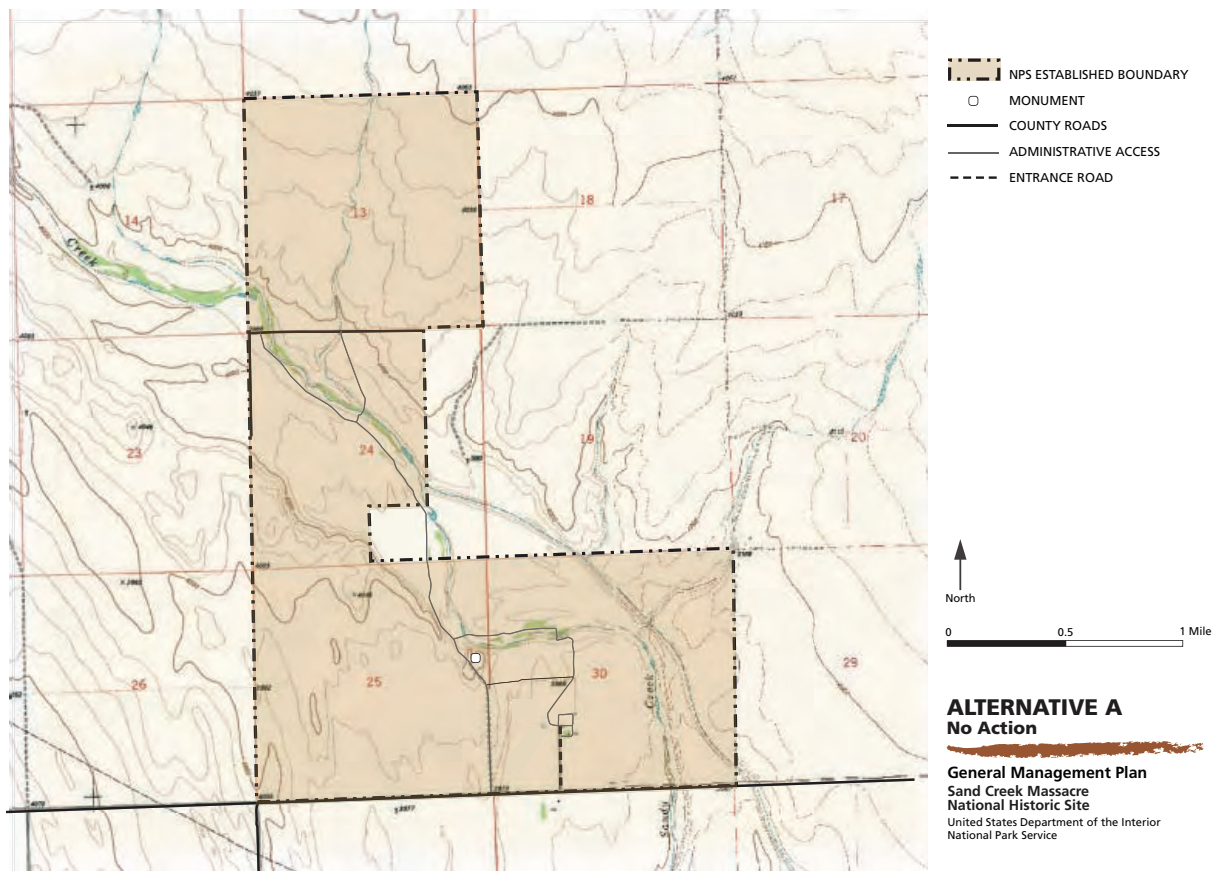 NPS ESTABLISHED BOUNDARY
MONUMENT
COUNTY ROADS
ADMINISTRATIVE ACCESS
ENTRANCE ROAD
14
13
18
17
Creek
23
24
19
20
26
25
30
29
Creek
Sandy
North
0 0.5 1 Mile
ALTERNATIVE A
No Action
General Management Plan
Sand Creek Massacre
National Historic Site
United States Department of the Interior
National Park Service